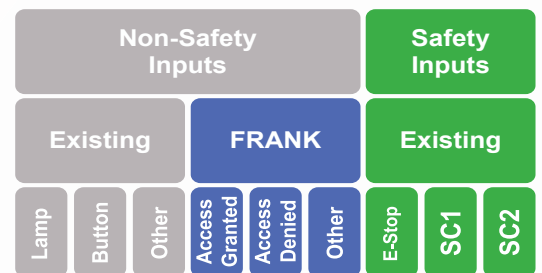 Non-Safety
Inputs
Safety
Inputs
Existing
FRANK
Existing
Lamp
Button
Other
Access
Granted
Access
Denied
Other
E-Stop
SC1
SC2